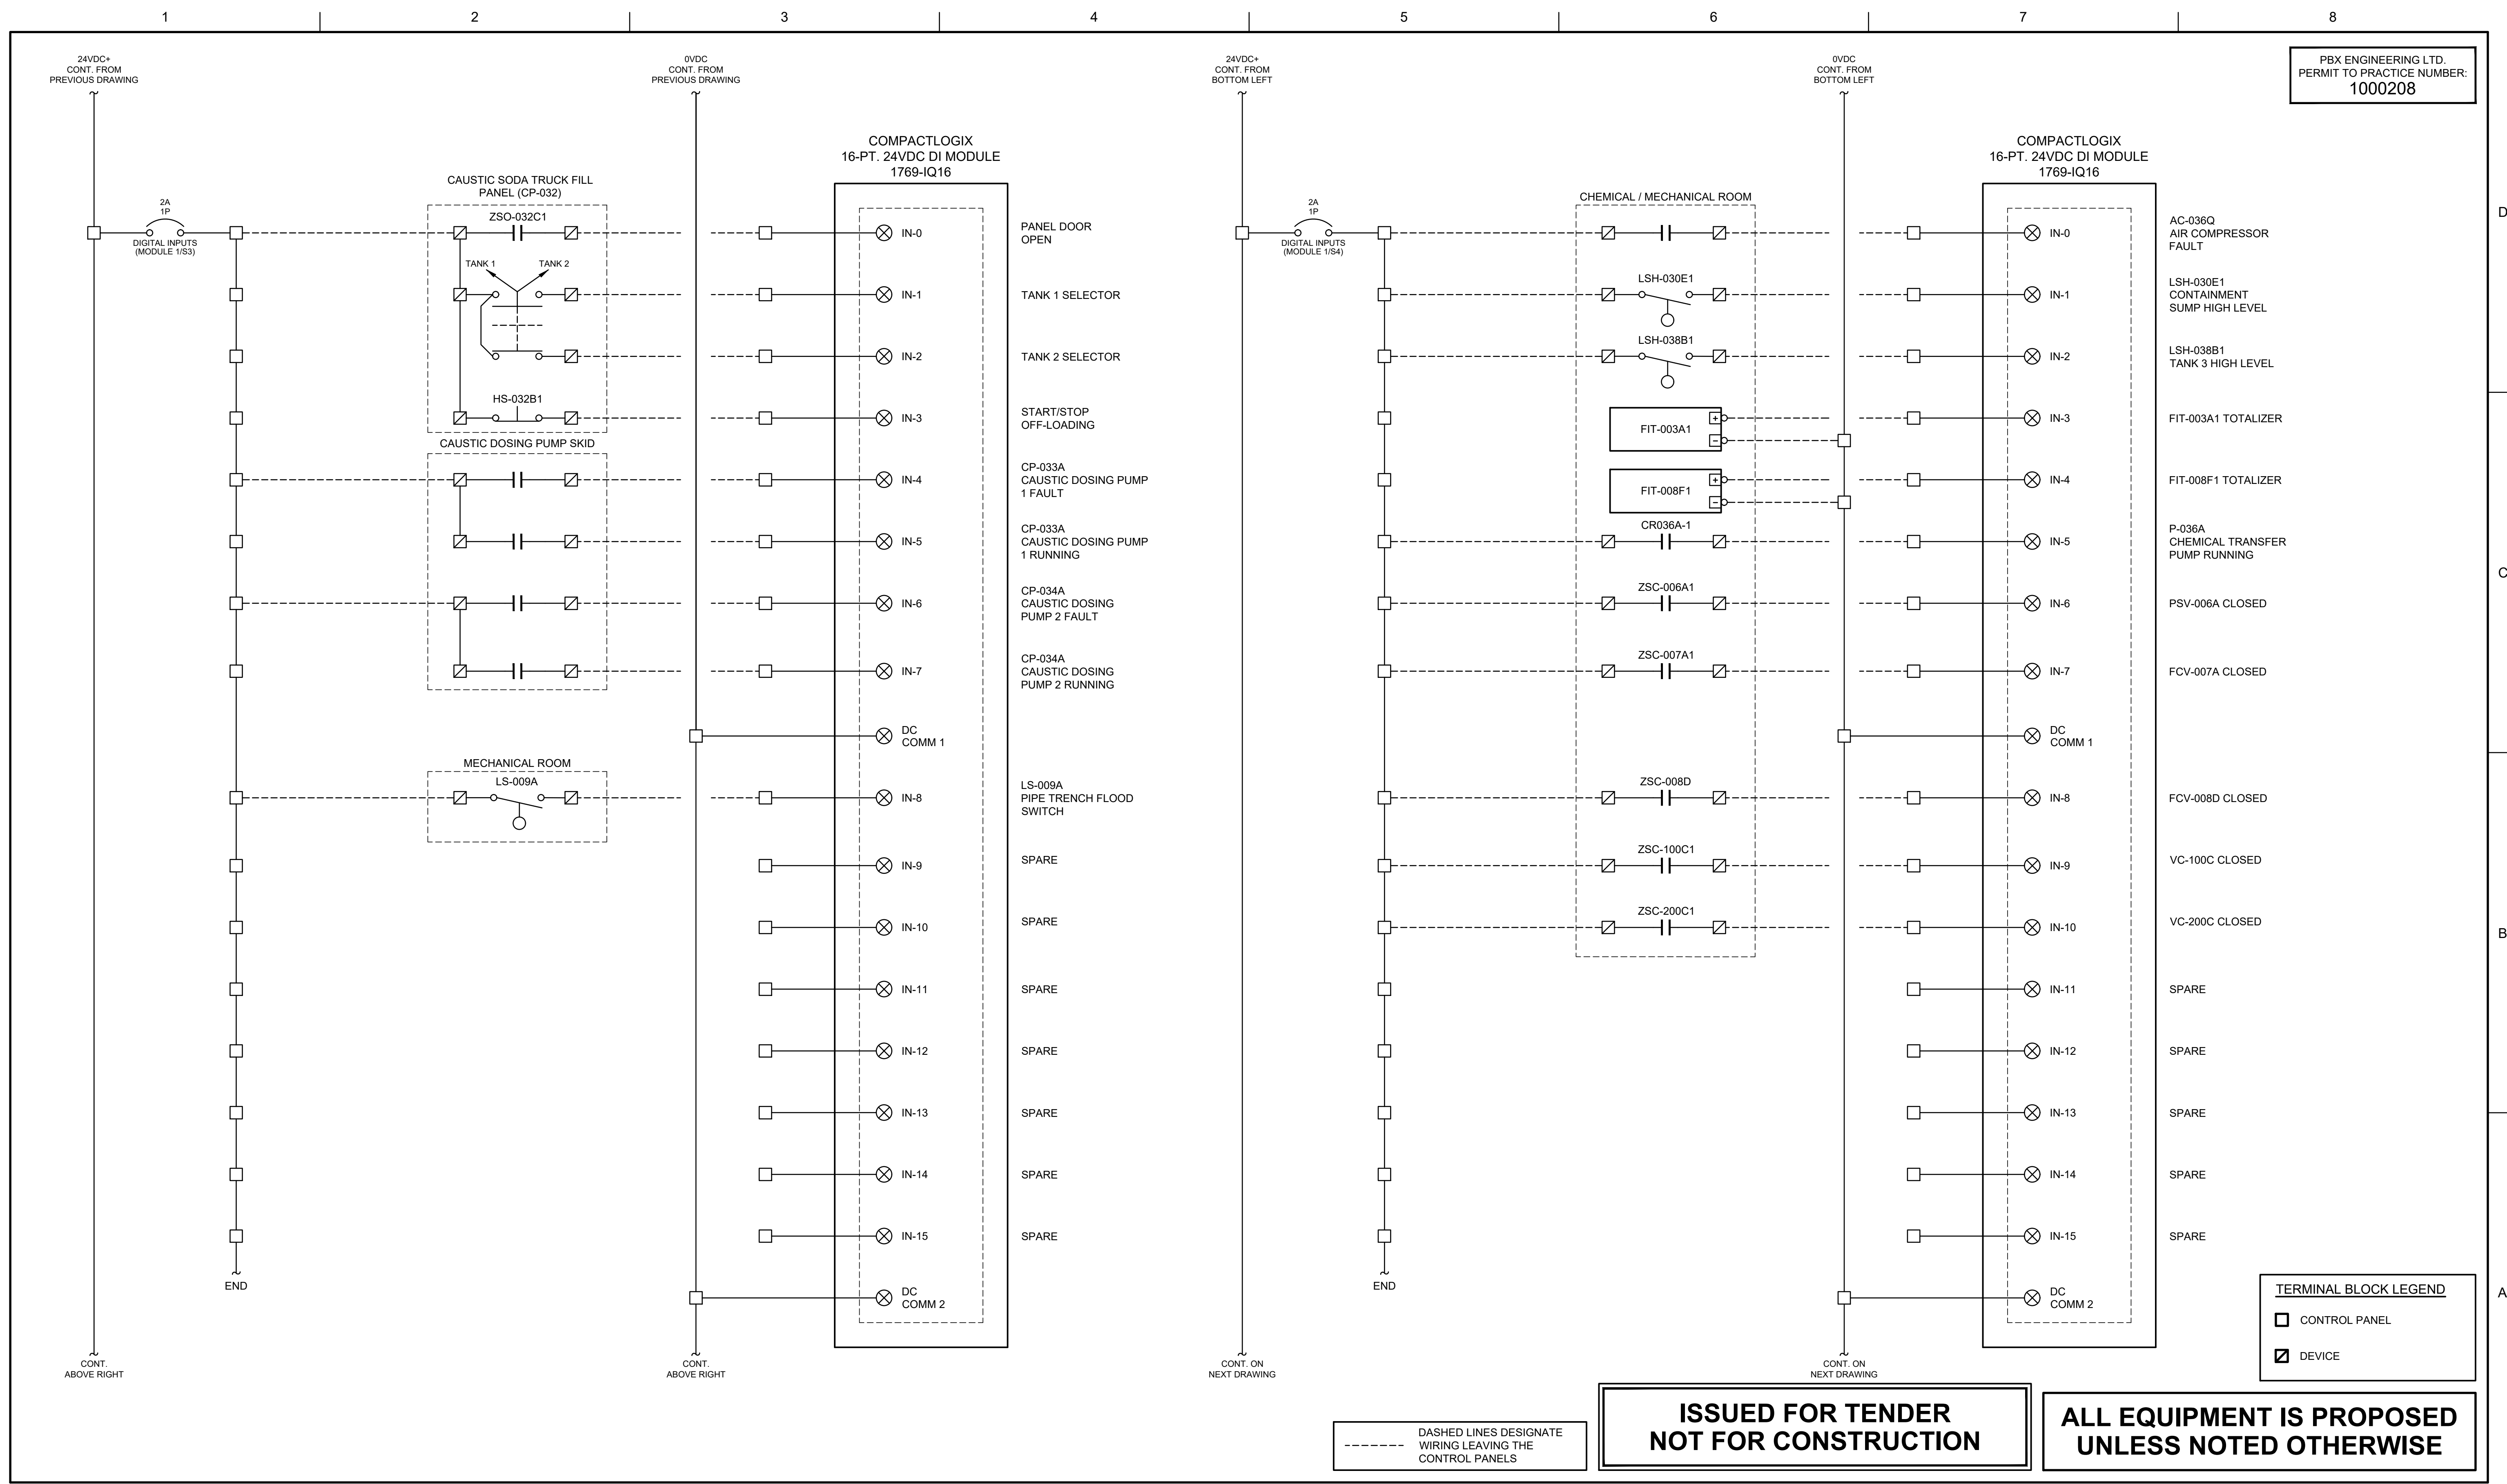 1
2
3
4
5
6
7
8
24VDC+
CONT. FROM
PREVIOUS DRAWING
0VDC
CONT. FROM
PREVIOUS DRAWING
24VDC+
CONT. FROM
BOTTOM LEFT
0VDC
CONT. FROM
BOTTOM LEFT
PBX ENGINEERING LTD.
PERMIT TO PRACTICE NUMBER:
1000208
2A
1P
DIGITAL INPUTS
(MODULE 1/S3)
CAUSTIC SODA TRUCK FILL
PANEL (CP-032)
ZSO-032C1
TANK 1
TANK 2
HS-032B1
CAUSTIC DOSING PUMP SKID
MECHANICAL ROOM
LS-009A
COMPACTLOGIX
16-PT. 24VDC DI MODULE
1769-IQ16
IN-0
PANEL DOOR
OPEN
IN-1
TANK 1 SELECTOR
IN-2
TANK 2 SELECTOR
IN-3
START/STOP
OFF-LOADING
IN-4
CP-033A
CAUSTIC DOSING PUMP
1 FAULT
IN-5
CP-033A
CAUSTIC DOSING PUMP
1 RUNNING
IN-6
CP-034A
CAUSTIC DOSING
PUMP 2 FAULT
IN-7
CP-034A
CAUSTIC DOSING
PUMP 2 RUNNING
DC
COMM 1
IN-8
LS-009A
PIPE TRENCH FLOOD
SWITCH
IN-9
SPARE
IN-10
SPARE
IN-11
SPARE
IN-12
SPARE
IN-13
SPARE
IN-14
SPARE
IN-15
SPARE
DC
COMM 2
END
CONT.
ABOVE RIGHT
CONT.
ABOVE RIGHT
2A
1P
DIGITAL INPUTS
(MODULE 1/S4)
CHEMICAL / MECHANICAL ROOM
LSH-030E1
LSH-038B1
FIT-003A1
+
-
FIT-008F1
+
-
CR036A-1
ZSC-006A1
ZSC-007A1
ZSC-008D
ZSC-100C1
ZSC-200C1
COMPACTLOGIX
16-PT. 24VDC DI MODULE
1769-IQ16
IN-0
AC-036Q
AIR COMPRESSOR
FAULT
IN-1
LSH-030E1
CONTAINMENT
SUMP HIGH LEVEL
IN-2
LSH-038B1
TANK 3 HIGH LEVEL
IN-3
FIT-003A1 TOTALIZER
IN-4
FIT-008F1 TOTALIZER
IN-5
P-036A
CHEMICAL TRANSFER
PUMP RUNNING
IN-6
PSV-006A CLOSED
IN-7
FCV-007A CLOSED
DC
COMM 1
IN-8
FCV-008D CLOSED
IN-9
VC-100C CLOSED
IN-10
VC-200C CLOSED
IN-11
SPARE
IN-12
SPARE
IN-13
SPARE
IN-14
SPARE
IN-15
SPARE
DC
COMM 2
END
CONT. ON
NEXT DRAWING
CONT. ON
NEXT DRAWING
D
C
B
A
TERMINAL BLOCK LEGEND
CONTROL PANEL
DEVICE
DASHED LINES DESIGNATE
WIRING LEAVING THE
CONTROL PANELS
ISSUED FOR TENDER
NOT FOR CONSTRUCTION
ALL EQUIPMENT IS PROPOSED
UNLESS NOTED OTHERWISE